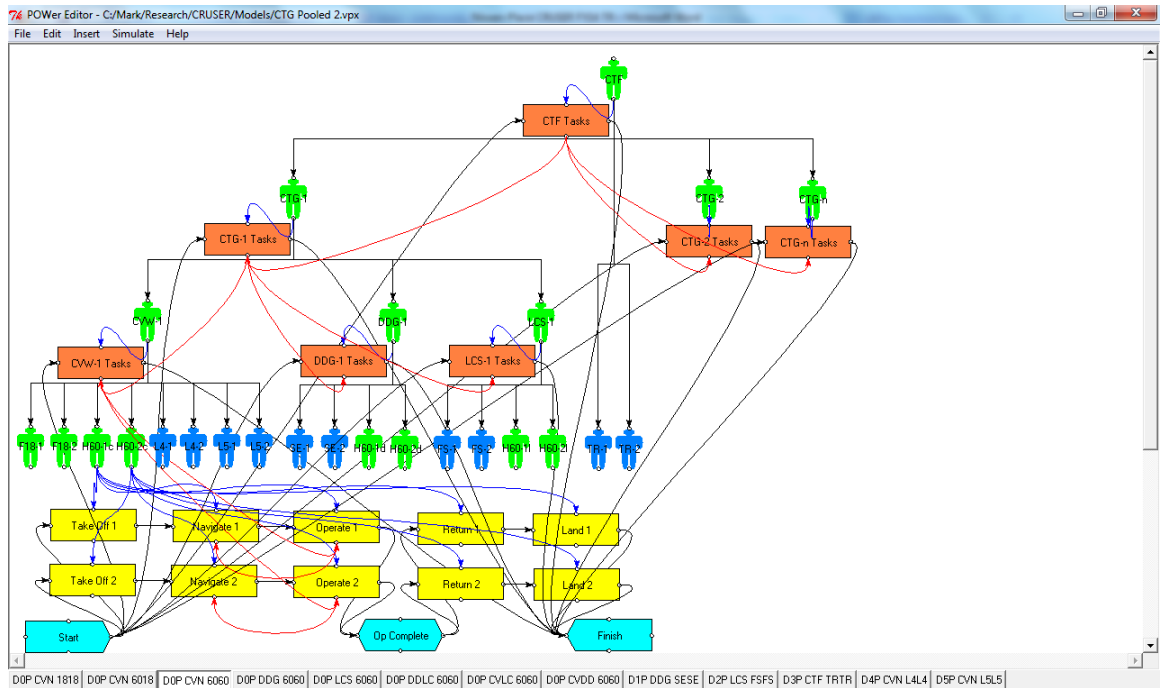 POWer Editor - C:/Mark/Research/CRUSER/Models/CTG Pooled 2.vpx
File Edit Insert Simulate Help
CTF
CTF Tasks
CTG-1 CTG-2 CTG-n
CTG-1 Tasks CTG-2 Tasks CTG-n Tasks
CVW-1 DDG-1 LCS-1
CVW-1 Tasks DDG-1 Tasks LCS-1 Tasks
F18-1 F18-2 H60-1c H60-2c L4-1 L4-2 L5-1 L5-2 SE-1 SE-2 H60-1d H60-2d FS-1 FS-2 H60-1l H60-2l TR-1 TR-2
Take Off 1 Navigate 1 Operate 1 Return 1 Land 1
Take Off 2 Navigate 2 Operate 2 Return 2 Land 2
Start Op Complete Finish
D0P CVN 1818 D0P CVN 6018 D0P CVN 6060 D0P DDG 6060 D0P LCS 6060 D0P DDLC 6060 D0P CVLC 6060 D0P CVDD 6060 D1P DDG SESE D2P LCS FSFS D3P CTF TRTR D4P CVN L4L4 D5P CVN L5L5